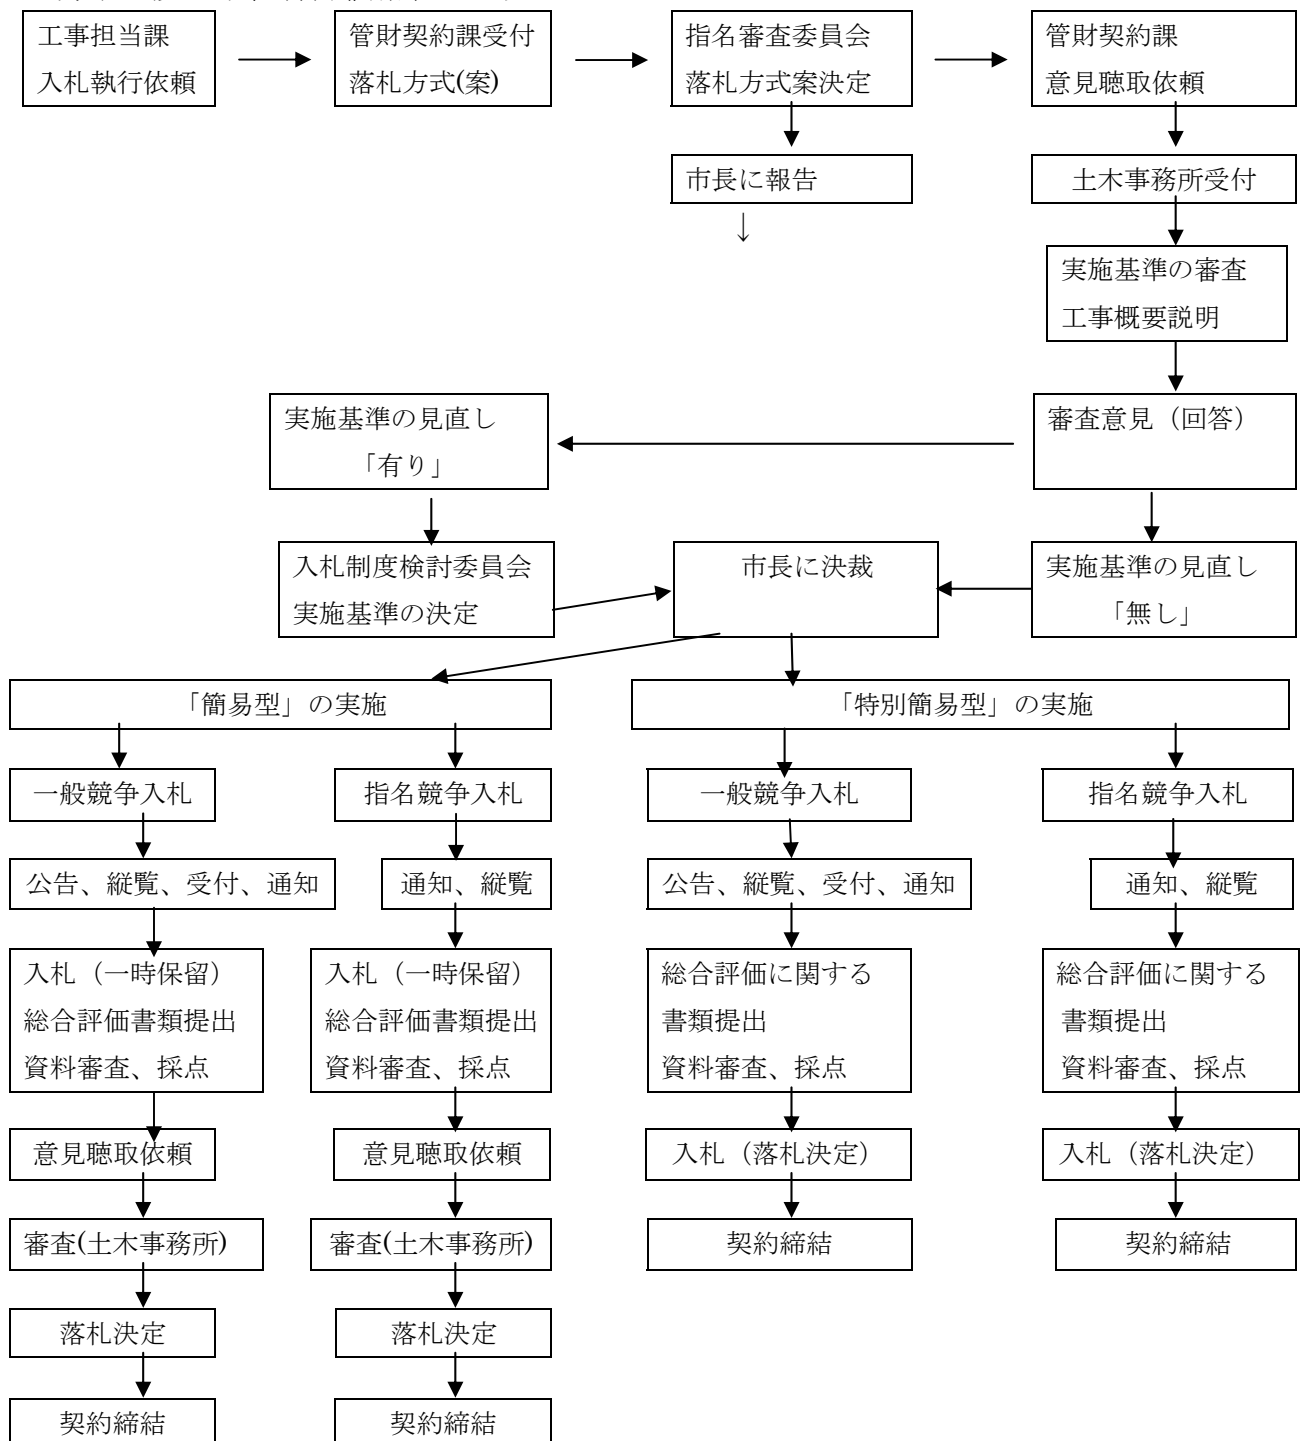 工事担当課
入札執行依頼
管財契約課受付
落札方式(案)
指名審査委員会
落札方式案決定
管財契約課
意見聴取依頼
市長に報告
↓
土木事務所受付
実施基準の審査
工事概要説明
審査意見（回答）
実施基準の見直し
「有り」
入札制度検討委員会
実施基準の決定
市長に決裁
実施基準の見直し
「無し」
「簡易型」の実施
「特別簡易型」の実施
一般競争入札
指名競争入札
一般競争入札
指名競争入札
公告、縦覧、受付、通知
通知、縦覧
公告、縦覧、受付、通知
通知、縦覧
入札（一時保留）
総合評価書類提出
資料審査、採点
入札（一時保留）
総合評価書類提出
資料審査、採点
総合評価に関する
書類提出
資料審査、採点
総合評価に関する
書類提出
資料審査、採点
意見聴取依頼
意見聴取依頼
入札（落札決定）
入札（落札決定）
審査(土木事務所)
審査(土木事務所)
契約締結
契約締結
落札決定
落札決定
契約締結
契約締結